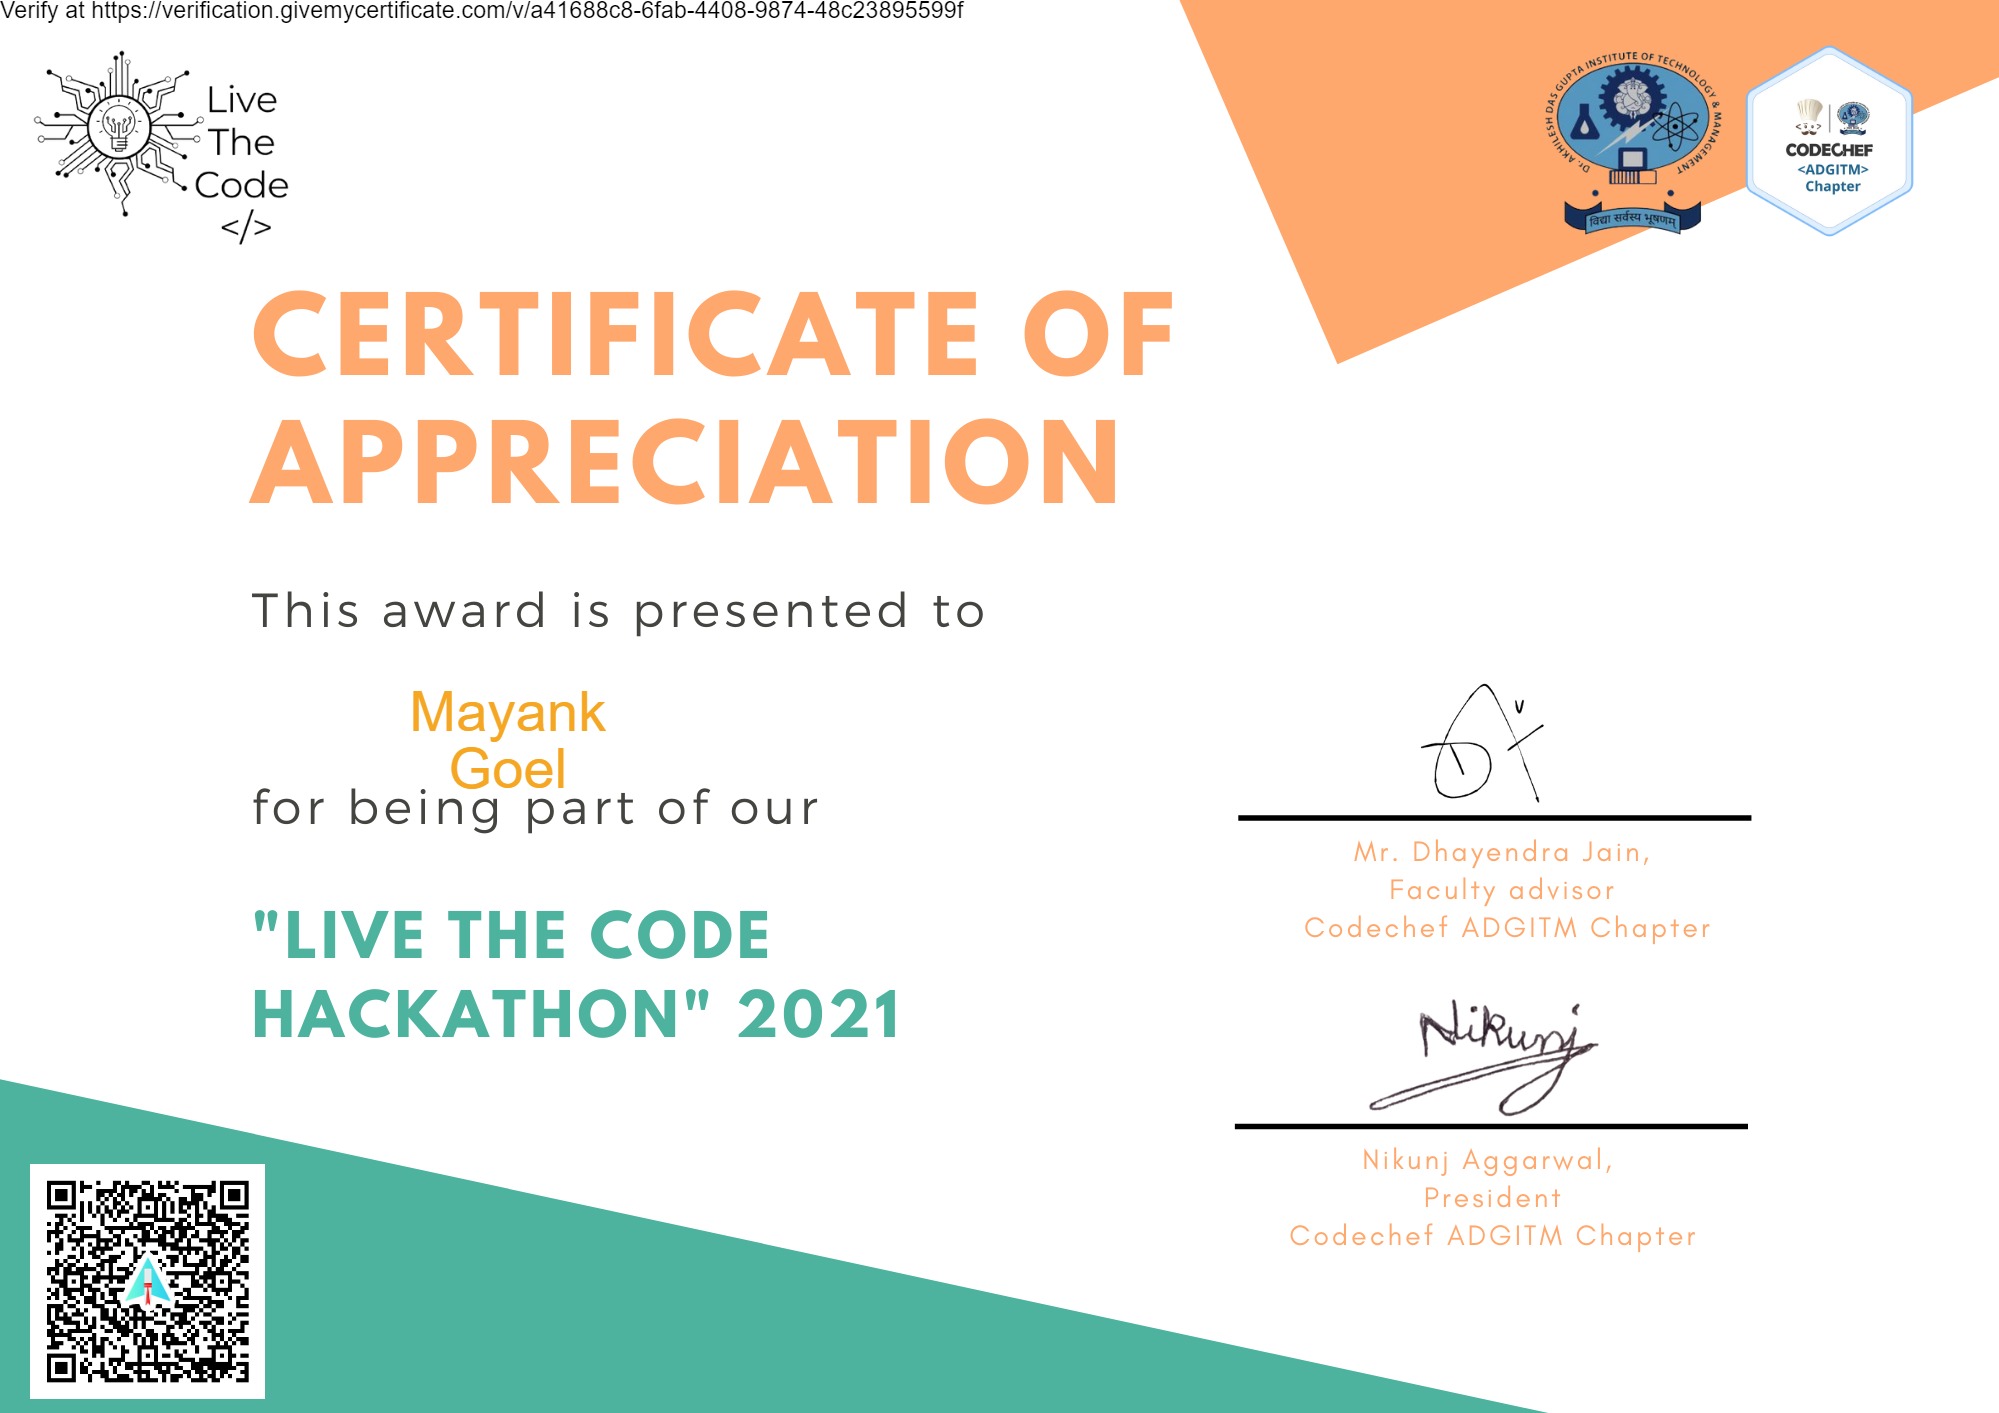 Verify at https://verification.givemycertificate.com/v/a41688c8-6fab-4408-9874-48c23895599f
Live
The
Code
</>
Dr. AKHILESH DAS GUPTA INSTITUTE OF TECHNOLOGY & MANAGEMENT
विद्या सर्वस्य भूषणम्
CODECHEF
<ADGITM>
Chapter
CERTIFICATE OF
APPRECIATION
This award is presented to
Mayank
Goel
for being part of our
"LIVE THE CODE
HACKATHON" 2021
Mr. Dhayendra Jain,
Faculty advisor
Codechef ADGITM Chapter
Nikunj
Nikunj Aggarwal,
President
Codechef ADGITM Chapter